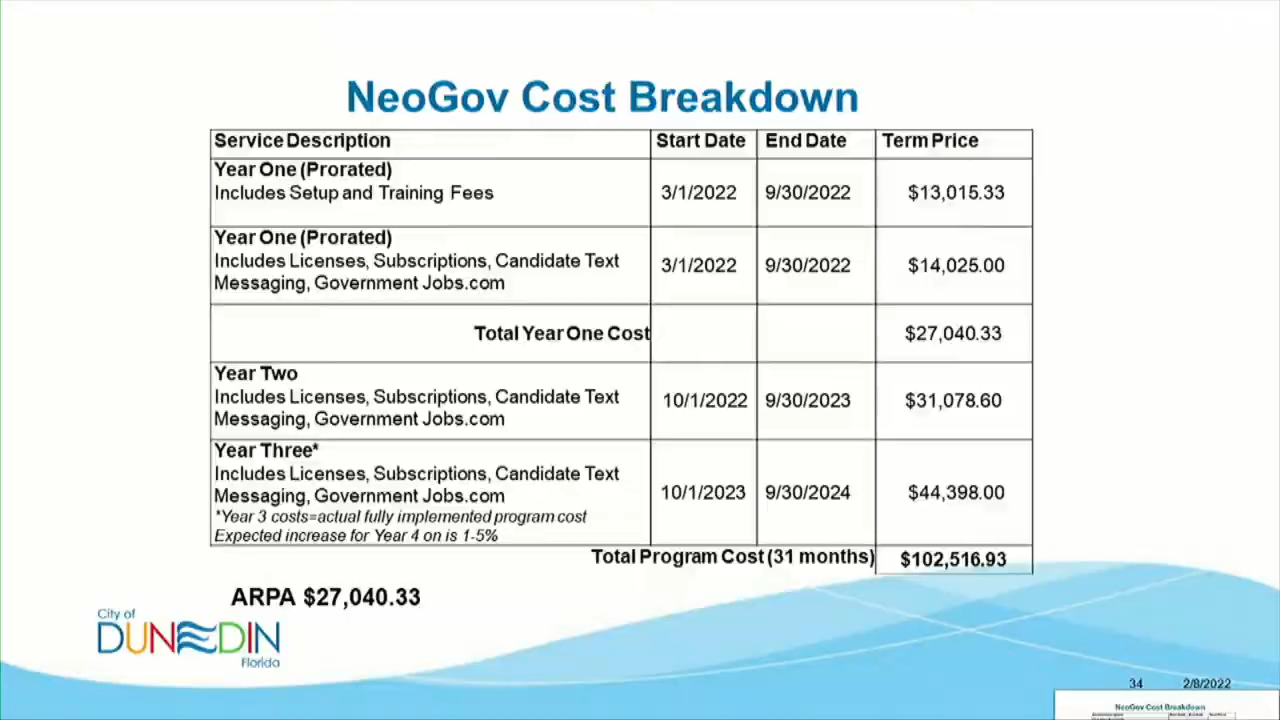 NeoGov Cost Breakdown
Service Description Start Date End Date Term Price
Year One (Prorated)
Includes Setup and Training Fees 3/1/2022 9/30/2022 $13,015.33
Year One (Prorated)
Includes Licenses, Subscriptions, Candidate Text
Messaging, Government Jobs.com 3/1/2022 9/30/2022 $14,025.00
Total Year One Cost $27,040.33
Year Two
Includes Licenses, Subscriptions, Candidate Text
Messaging, Government Jobs.com 10/1/2022 9/30/2023 $31,078.60
Year Three*
Includes Licenses, Subscriptions, Candidate Text
Messaging, Government Jobs.com 10/1/2023 9/30/2024 $44,398.00
*Year 3 costs=actual fully implemented program cost
Expected increase for Year 4 on is 1-5%
Total Program Cost (31 months) $102,516.93
ARPA $27,040.33
City of
DUNEDIN
Florida
34 2/8/2022
NeoGov Cost Breakdown